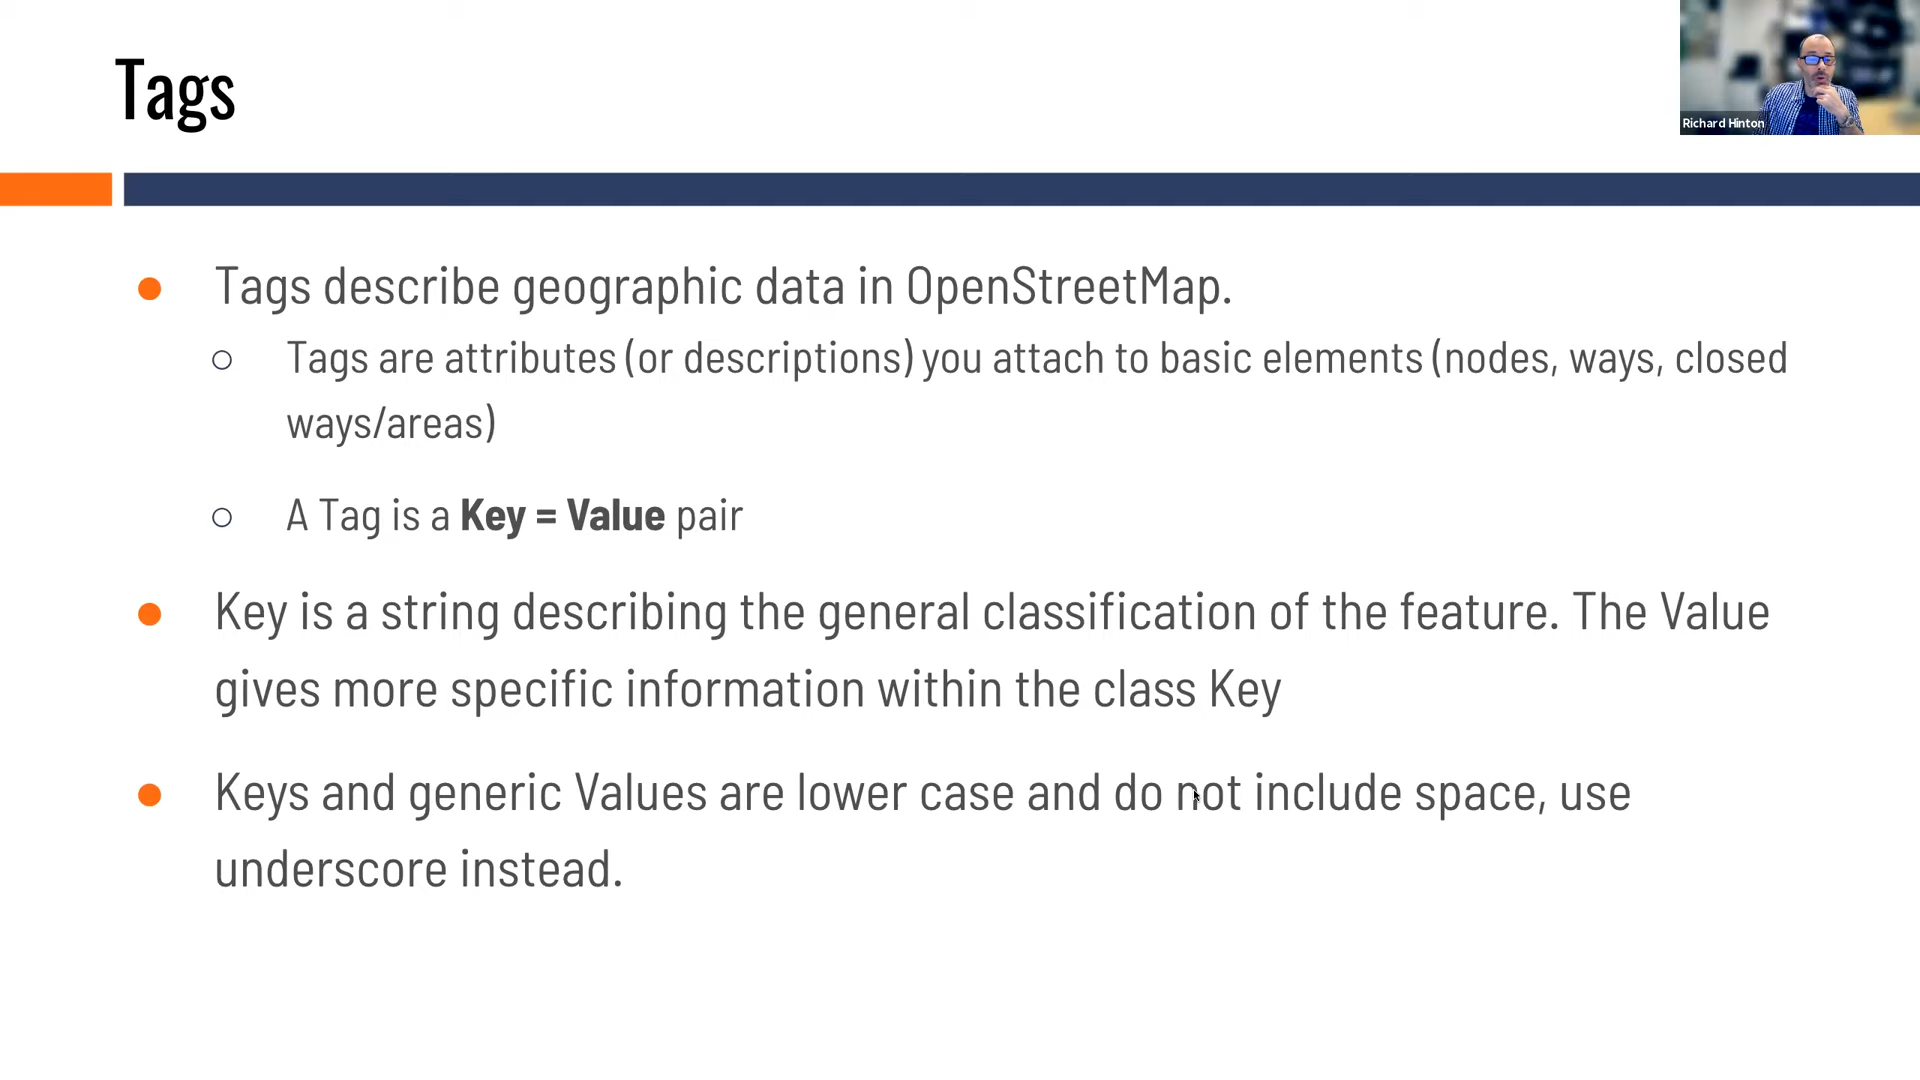 Tags
Richard Hinton
● Tags describe geographic data in OpenStreetMap.
○ Tags are attributes (or descriptions) you attach to basic elements (nodes, ways, closed
ways/areas)
○ A Tag is a Key = Value pair
● Key is a string describing the general classification of the feature. The Value
gives more specific information within the class Key
● Keys and generic Values are lower case and do not include space, use
underscore instead.